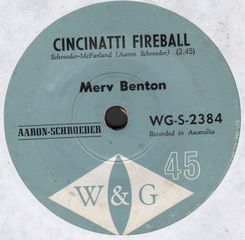 CINCINATTI FIREBALL
Schroeder-McFarland (Aaron Schroeder) (2.45)
Merv Benton
AARON-SCHROEDER
WG-S-2384
Recorded in Australia
45
W & G